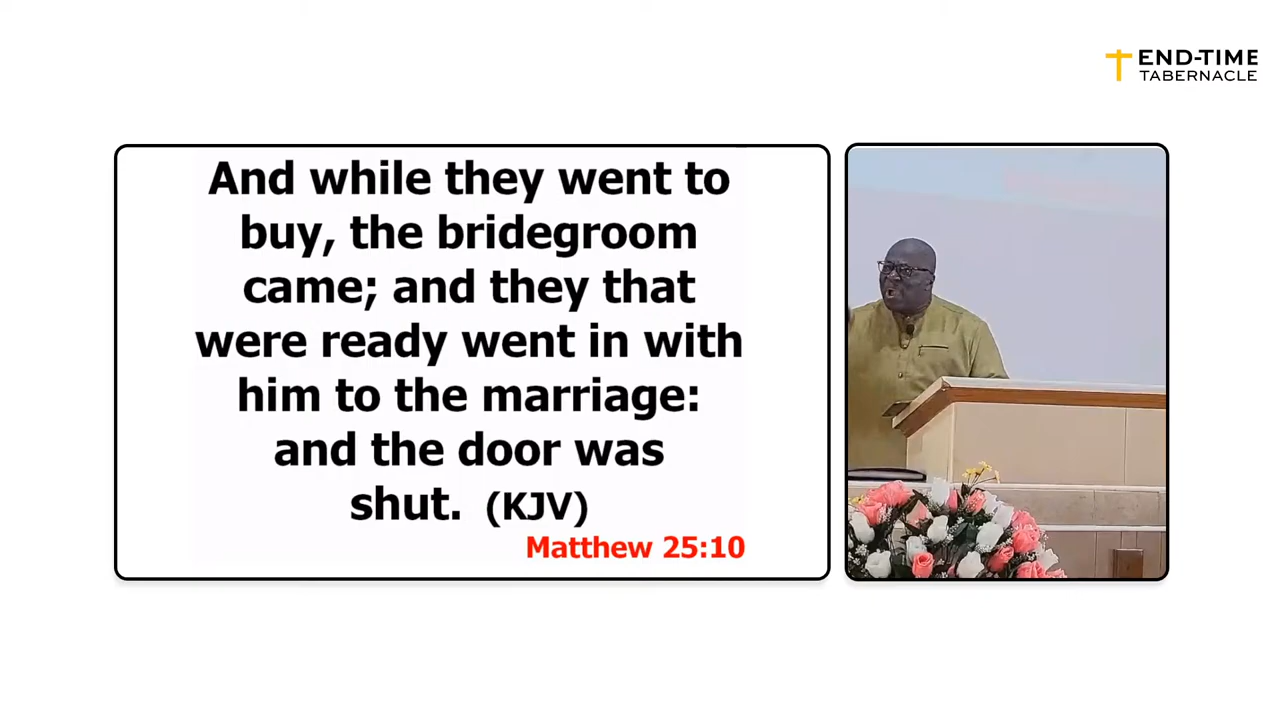 END-TIME
TABERNACLE
And while they went to
buy, the bridegroom
came; and they that
were ready went in with
him to the marriage:
and the door was
shut. (KJV)
Matthew 25:10